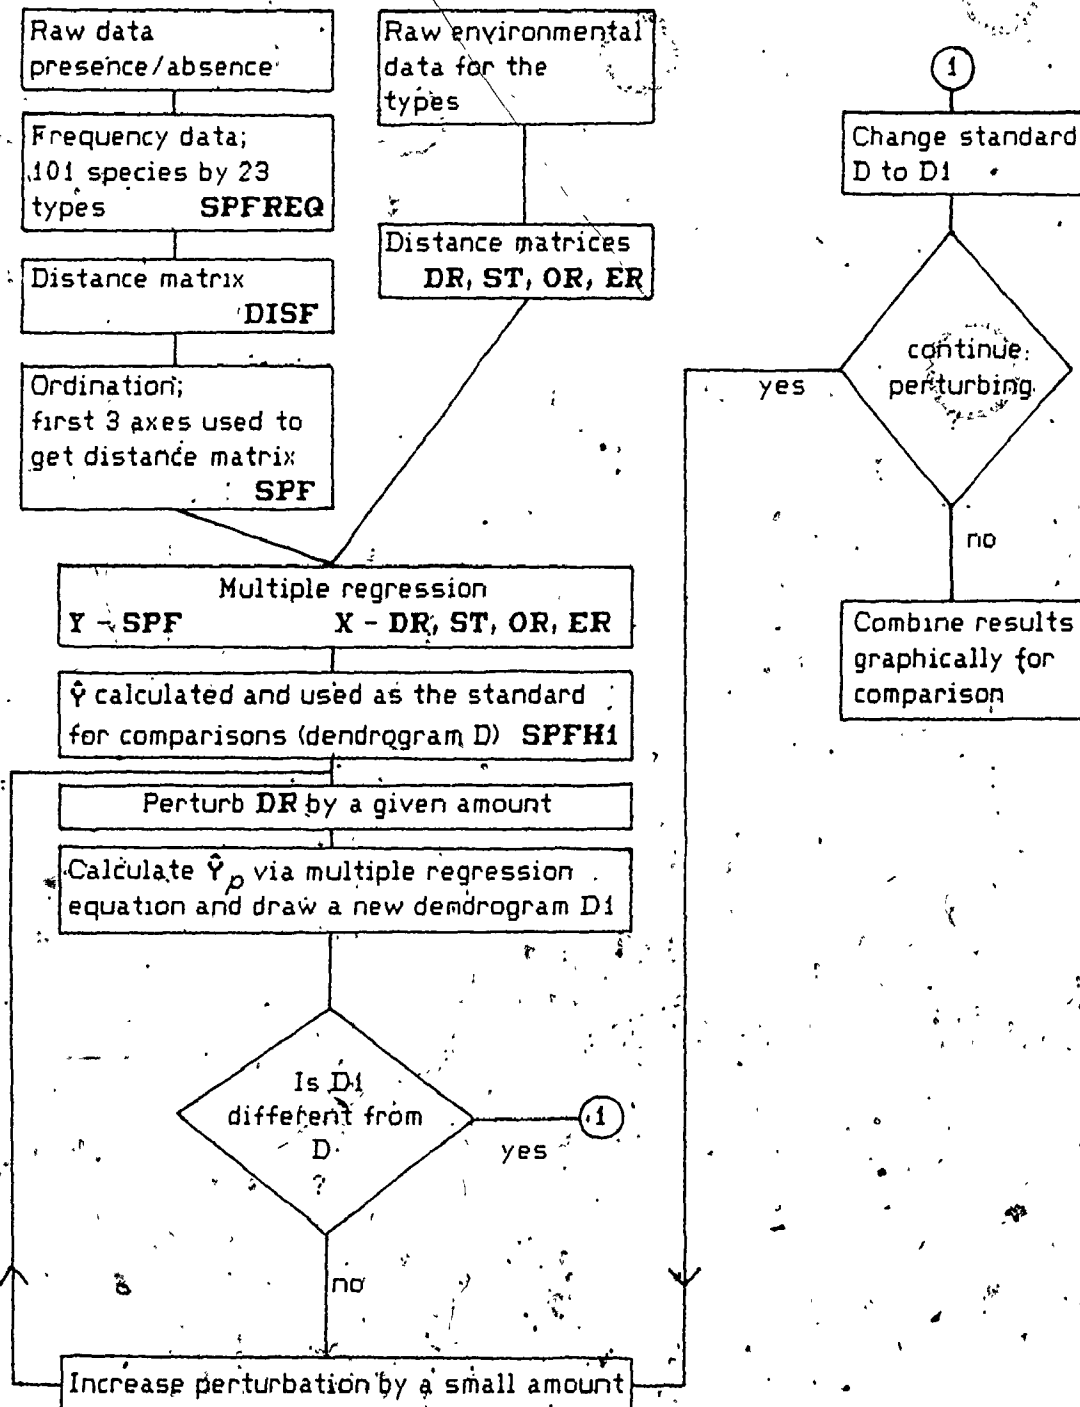 Raw data
presence/absence
Frequency data;
101 species by 23
types SPFREQ
Distance matrix
DISF
Ordination;
first 3 axes used to
get distance matrix
SPF
Raw environmental
data for the
types
Distance matrices
DR, ST, OR, ER
Multiple regression
Y - SPF X - DR, ST, OR, ER
Ŷ calculated and used as the standard
for comparisons (dendrogram D) SPFH1
Perturb DR by a given amount
Calculate Ŷp via multiple regression
equation and draw a new demdrogram D1
Is D1
different from
D
?
yes
1
no
Increase perturbation by a small amount
1
Change standard
D to D1
continue
perturbing
?
yes
no
Combine results
graphically for
comparison